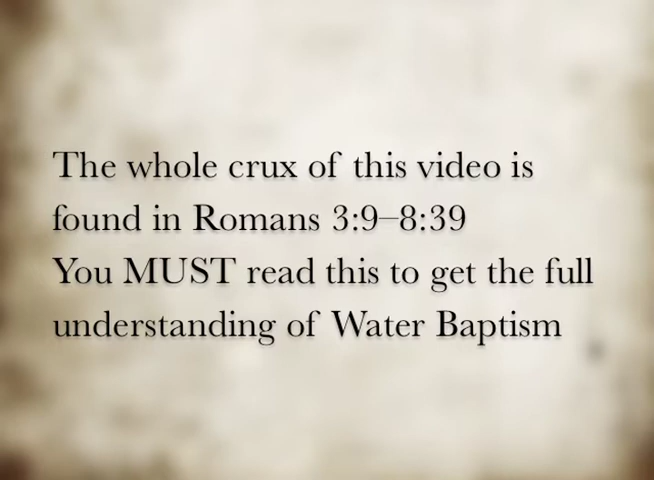 The whole crux of this video is
found in Romans 3:9–8:39
You MUST read this to get the full
understanding of Water Baptism